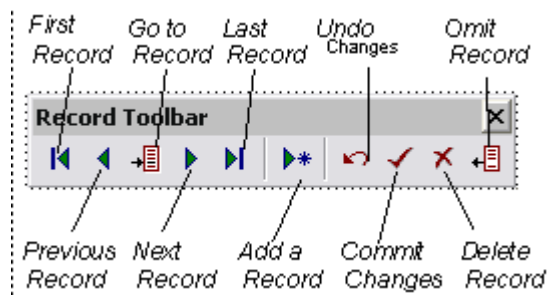 First Go to Last Undo Omit
Record Record Record Changes Record
Record Toolbar
Previous Next Add a Commit Delete
Record Record Record Changes Record